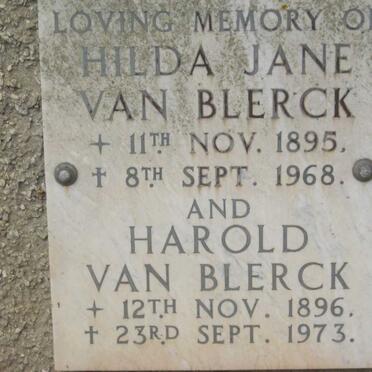 LOVING MEMORY OF
HILDA JANE
VAN BLERCK
+ 11TH NOV. 1895.
† 8TH SEPT. 1968.
AND
HAROLD
VAN BLERCK
+ 12TH NOV. 1896.
† 23RD SEPT. 1973.